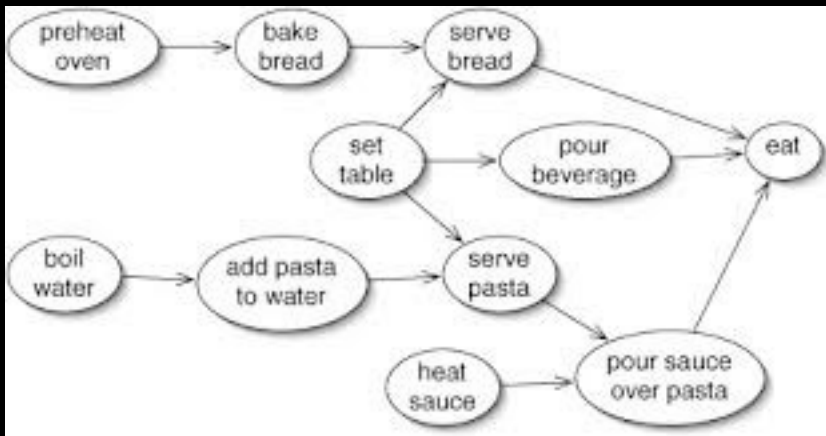 preheat
oven
bake
bread
serve
bread
set
table
pour
beverage
eat
boil
water
add pasta
to water
serve
pasta
heat
sauce
pour sauce
over pasta